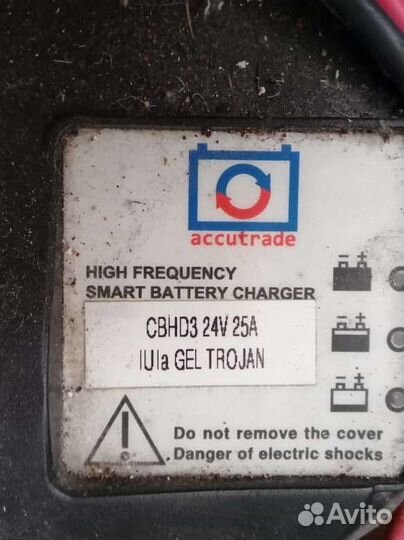 accutrade
HIGH FREQUENCY
SMART BATTERY CHARGER
CBHD3 24V 25A
IUIa GEL TROJAN
Do not remove the cover
Danger of electric shocks
Avito